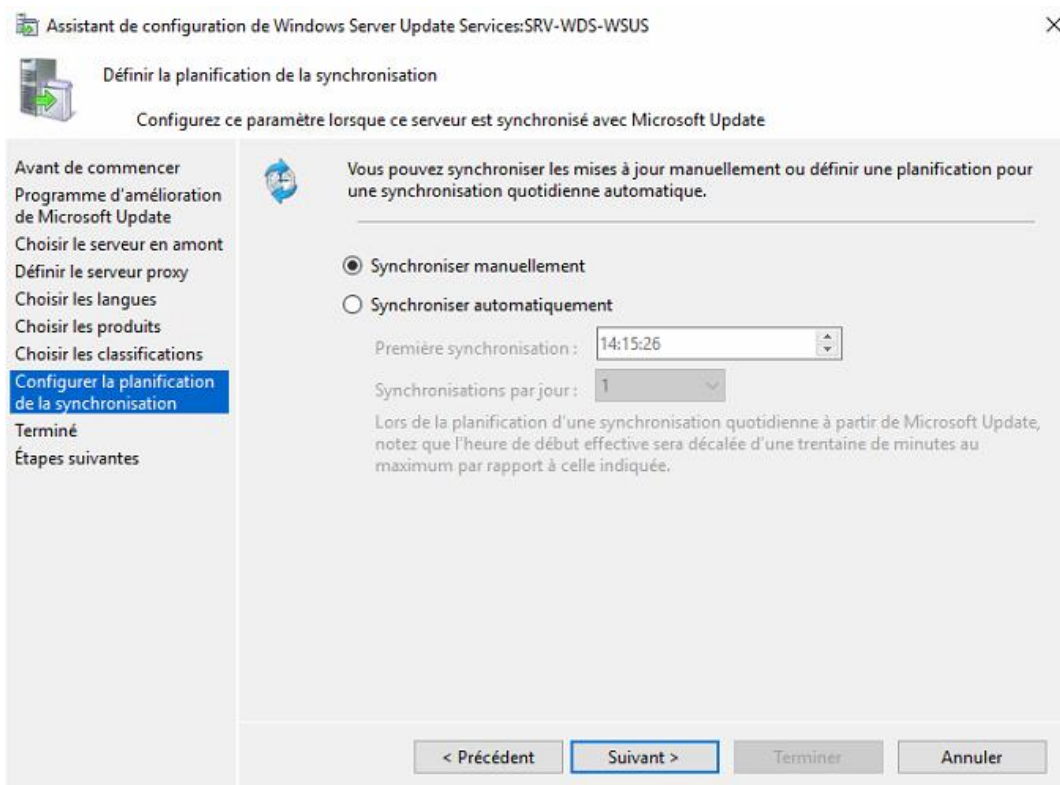 Assistant de configuration de Windows Server Update Services:SRV-WDS-WSUS
Définir la planification de la synchronisation
Configurez ce paramètre lorsque ce serveur est synchronisé avec Microsoft Update
Avant de commencer
Programme d'amélioration
de Microsoft Update
Choisir le serveur en amont
Définir le serveur proxy
Choisir les langues
Choisir les produits
Choisir les classifications
Configurer la planification
de la synchronisation
Terminé
Étapes suivantes
Vous pouvez synchroniser les mises à jour manuellement ou définir une planification pour
une synchronisation quotidienne automatique.
Synchroniser manuellement
Synchroniser automatiquement
Première synchronisation : 14:15:26
Synchronisations par jour : 1
Lors de la planification d'une synchronisation quotidienne à partir de Microsoft Update,
notez que l'heure de début effective sera décalée d'une trentaine de minutes au
maximum par rapport à celle indiquée.
< Précédent Suivant > Terminer Annuler